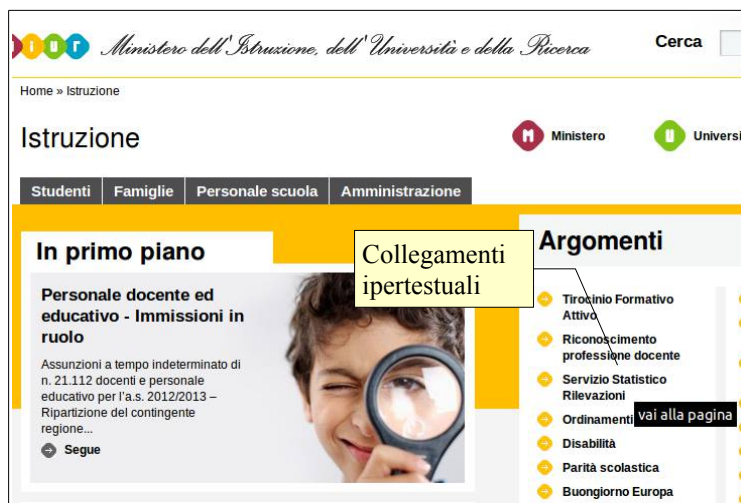 iur Ministero dell'Istruzione, dell'Università e della Ricerca Cerca
Home » Istruzione
Istruzione
M Ministero
U Universi
Studenti Famiglie Personale scuola Amministrazione
In primo piano
Personale docente ed
educativo - Immissioni in
ruolo
Assunzioni a tempo indeterminato di
n. 21.112 docenti e personale
educativo per l'a.s. 2012/2013 –
Ripartizione del contingente
regione...
Segue
Collegamenti
ipertestuali
Argomenti
Tirocinio Formativo
Attivo
Riconoscimento
professione docente
Servizio Statistico
Rilevazioni
Ordinamenti
vai alla pagina
Disabilità
Parità scolastica
Buongiorno Europa